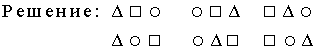 Решение: Δ □ ○ ○ □ Δ □ Δ ○
Δ ○ □ ○ Δ □ □ ○ Δ